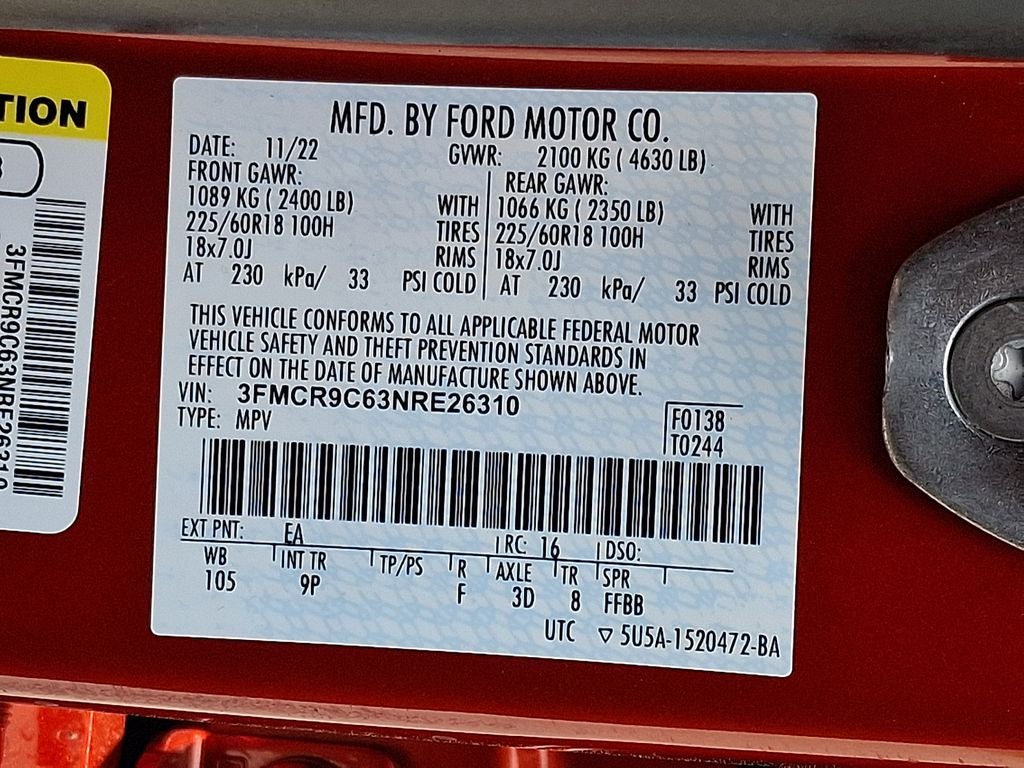 TION
3FMCR9C63NRE26310
MFD. BY FORD MOTOR CO.
DATE: 11/22 GVWR: 2100 KG ( 4630 LB)
FRONT GAWR: REAR GAWR:
1089 KG ( 2400 LB) WITH 1066 KG ( 2350 LB) WITH
225/60R18 100H TIRES 225/60R18 100H TIRES
18x7.0J RIMS 18x7.0J RIMS
AT 230 kPa/ 33 PSI COLD AT 230 kPa/ 33 PSI COLD
THIS VEHICLE CONFORMS TO ALL APPLICABLE FEDERAL MOTOR
VEHICLE SAFETY AND THEFT PREVENTION STANDARDS IN
EFFECT ON THE DATE OF MANUFACTURE SHOWN ABOVE.
VIN: 3FMCR9C63NRE26310
TYPE: MPV
F0138
T0244
EXT PNT: EA RC: 16 DSO:
WB INT TR TP/PS R AXLE TR SPR
105 9P F 3D 8 FFBB
UTC ▽ 5U5A-1520472-BA